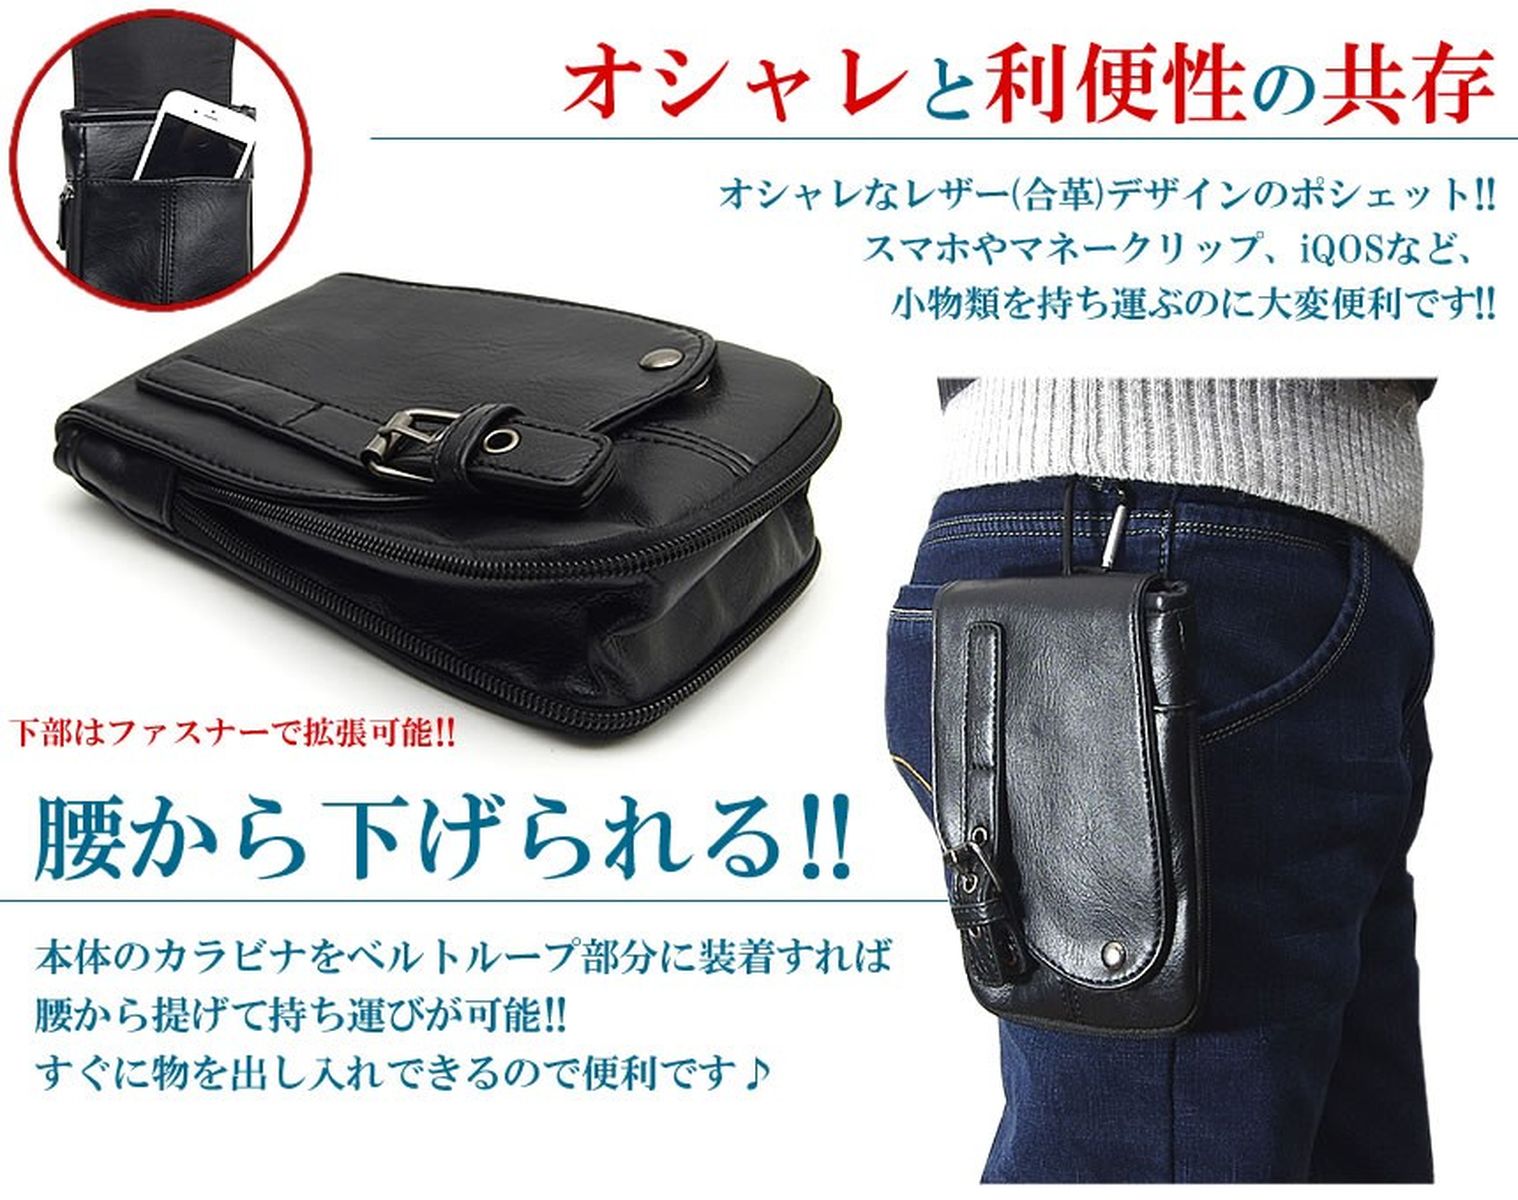 オシャレと利便性の共存
オシャレなレザー(合革)デザインのポシェット!!
スマホやマネークリップ、iQOSなど、
小物類を持ち運ぶのに大変便利です!!
下部はファスナーで拡張可能!!
腰から下げられる!!
本体のカラビナをベルトループ部分に装着すれば
腰から提げて持ち運びが可能!!
すぐに物を出し入れできるので便利です♪